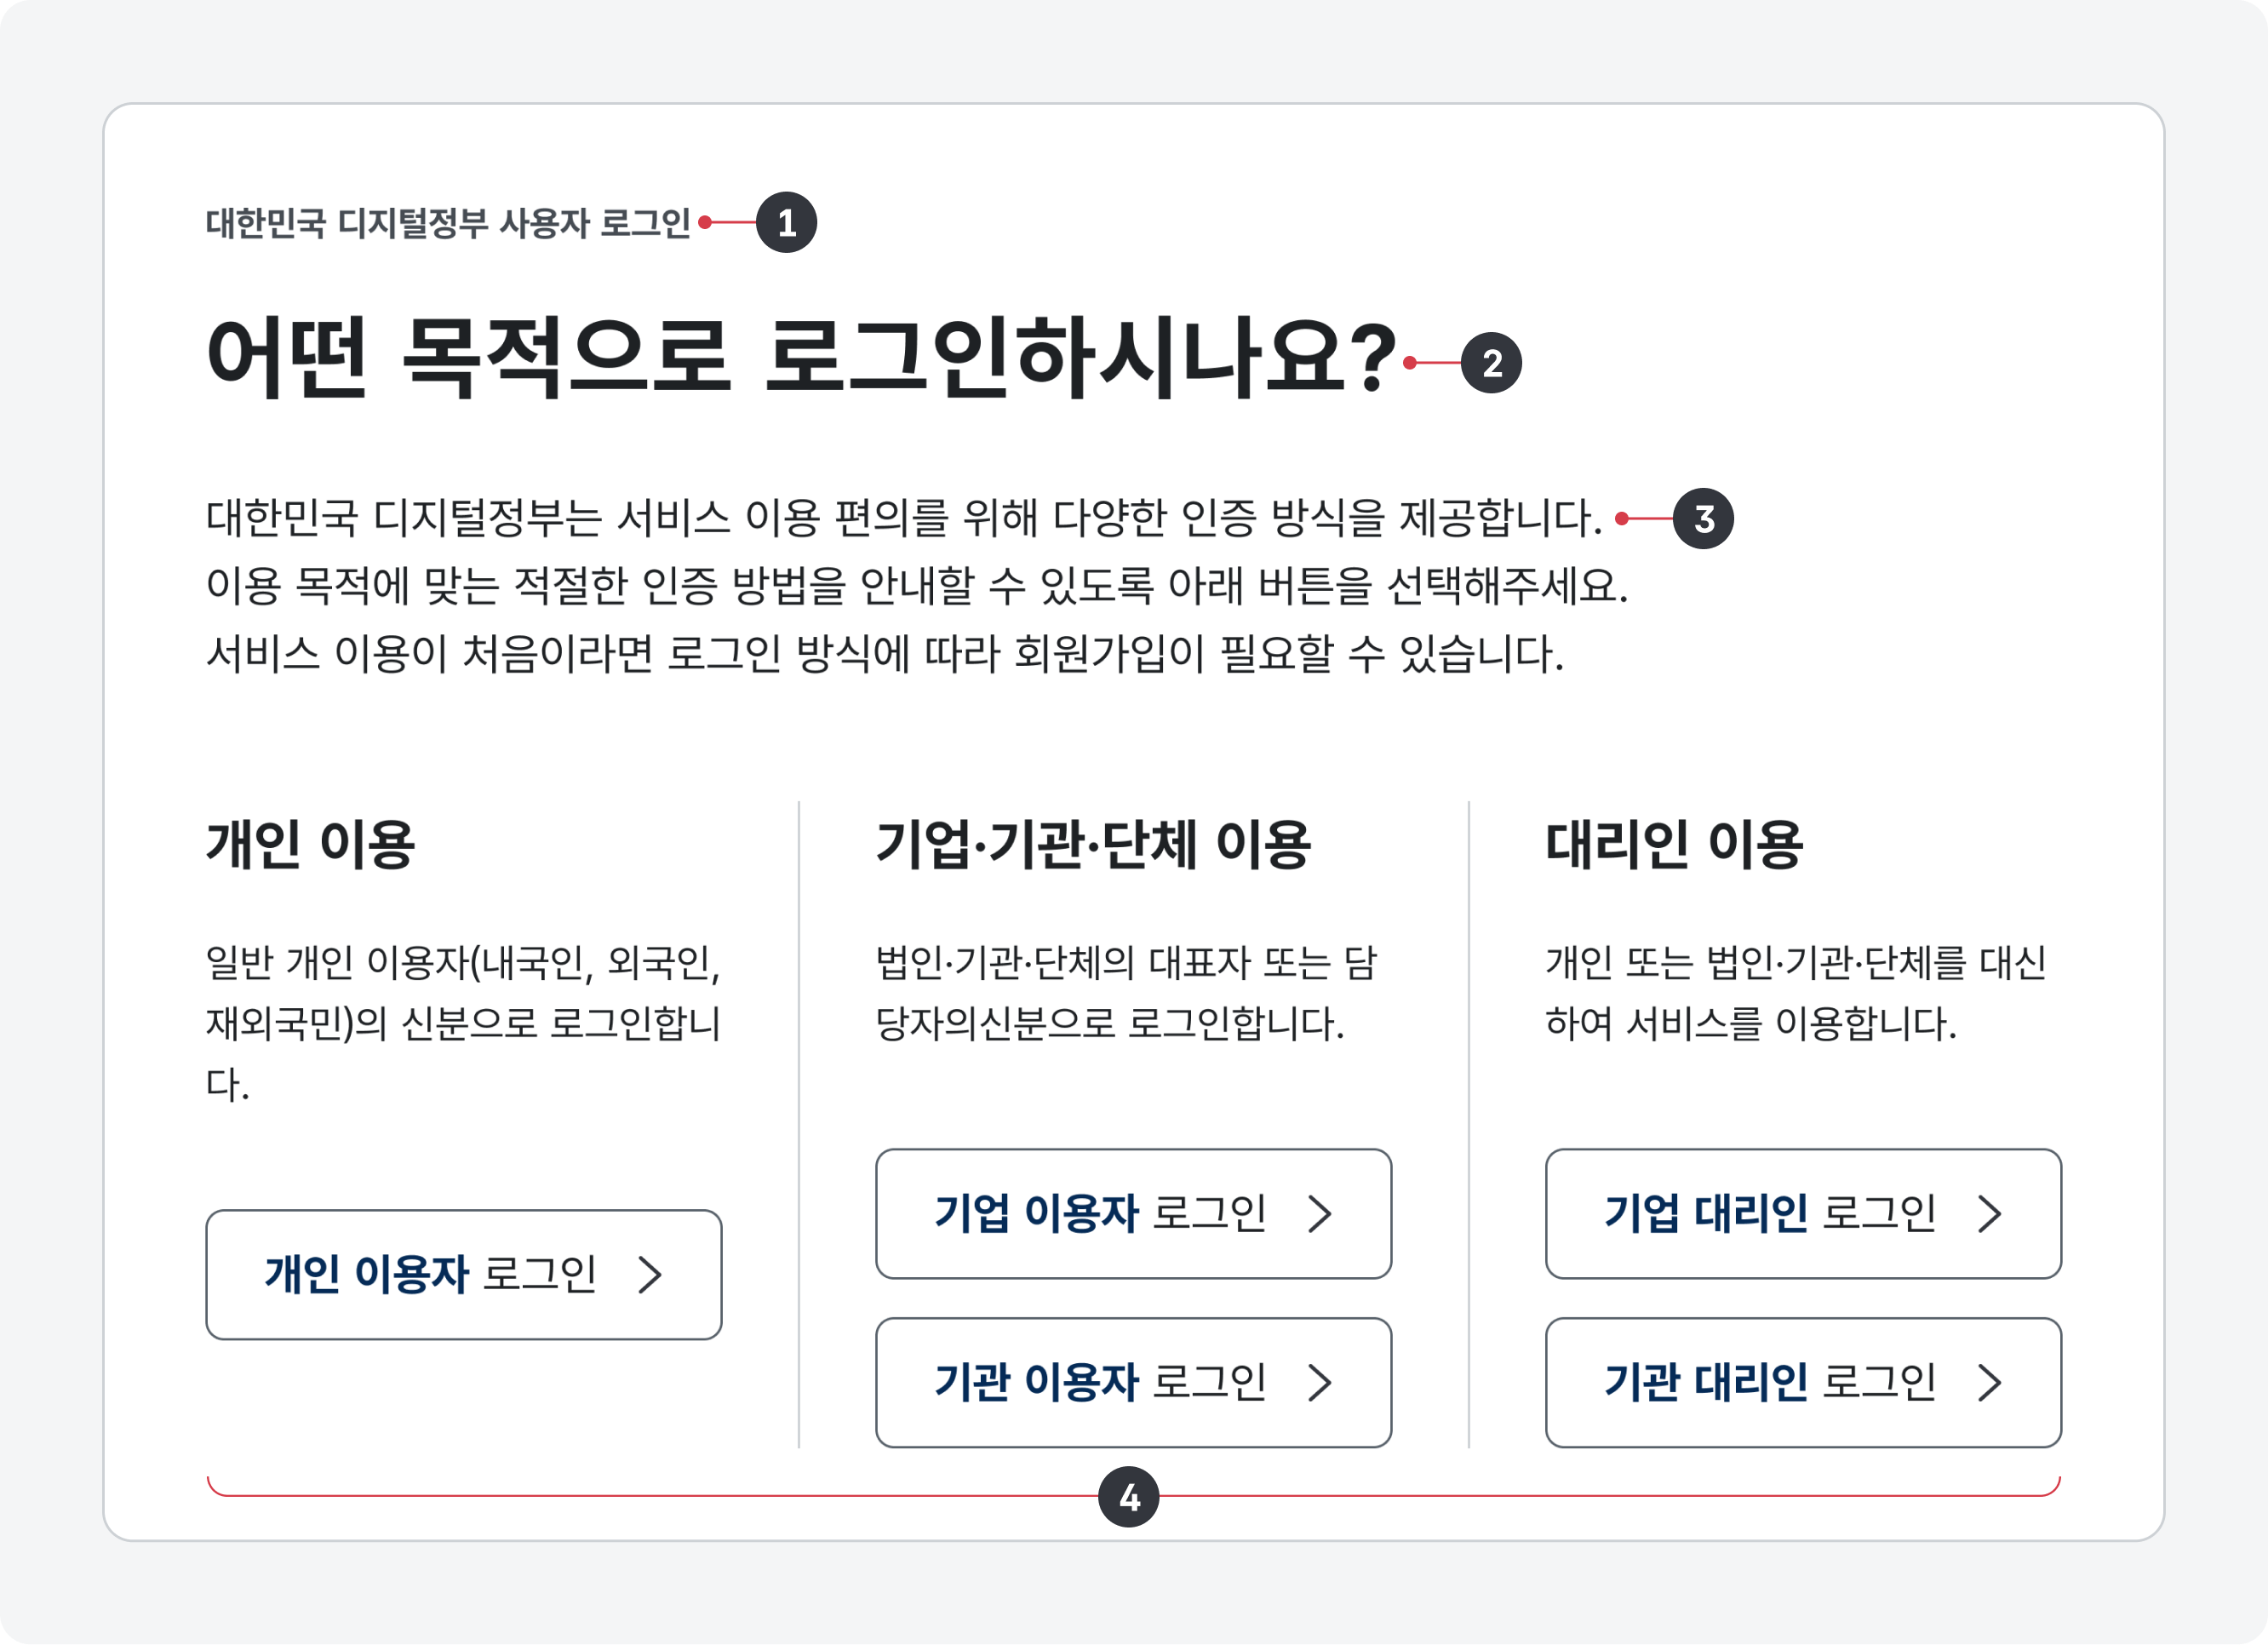 대한민국 디지털정부 사용자 로그인
1
어떤 목적으로 로그인하시나요?
2
대한민국 디지털정부는 서비스 이용 편의를 위해 다양한 인증 방식을 제공합니다.
3
이용 목적에 맞는 적절한 인증 방법을 안내할 수 있도록 아래 버튼을 선택해주세요.
서비스 이용이 처음이라면 로그인 방식에 따라 회원가입이 필요할 수 있습니다.
개인 이용
일반 개인 이용자(내국인, 외국인,
재외국민)의 신분으로 로그인합니
다.
개인 이용자 로그인
기업·기관·단체 이용
법인·기관·단체의 대표자 또는 담
당자의 신분으로 로그인합니다.
기업 이용자 로그인
기관 이용자 로그인
대리인 이용
개인 또는 법인·기관·단체를 대신
하여 서비스를 이용합니다.
기업 대리인 로그인
기관 대리인 로그인
4